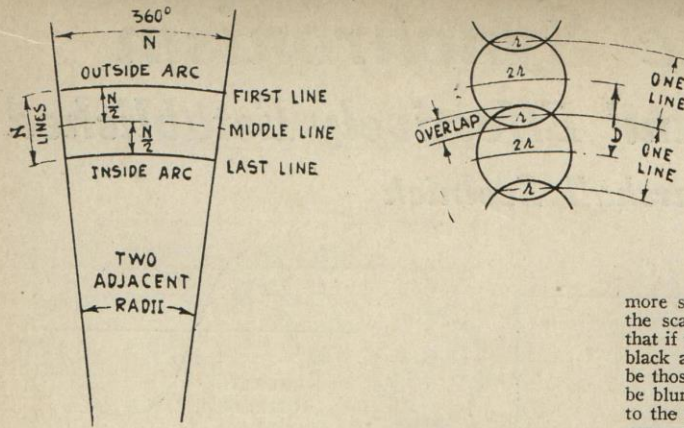 360°
N
OUTSIDE ARC
N LINES
N
2
FIRST LINE
MIDDLE LINE
N
2
LAST LINE
INSIDE ARC
TWO
ADJACENT
RADII
r
2r
ONE
LINE
OVERLAP
r
D
2r
ONE
LINE
r
more s
the sca
that if
black a
be thos
be blur
to the